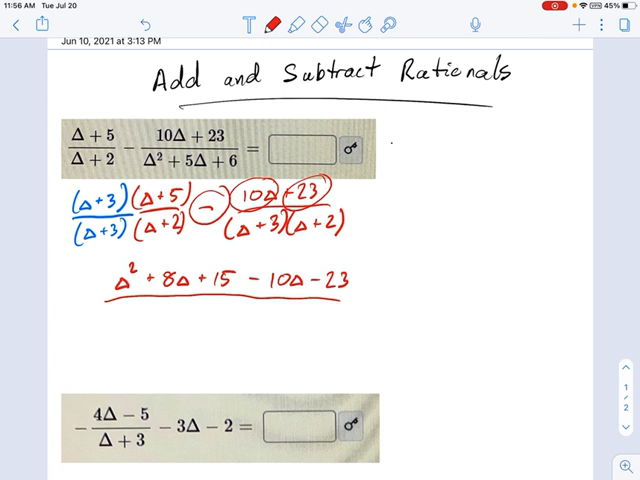 11:56 AM Tue Jul 20
45%
T
Jun 10, 2021 at 3:13 PM
Add and Subtract Rationals
(Δ + 5)/(Δ + 2) − (10Δ + 23)/(Δ² + 5Δ + 6) =
(Δ+3)/(Δ+3) (Δ+5)/(Δ+2) − (10Δ + 23)/((Δ+3)(Δ+2))
Δ² + 8Δ + 15 − 10Δ − 23
− (4Δ − 5)/(Δ + 3) − 3Δ − 2 =
1
/
2